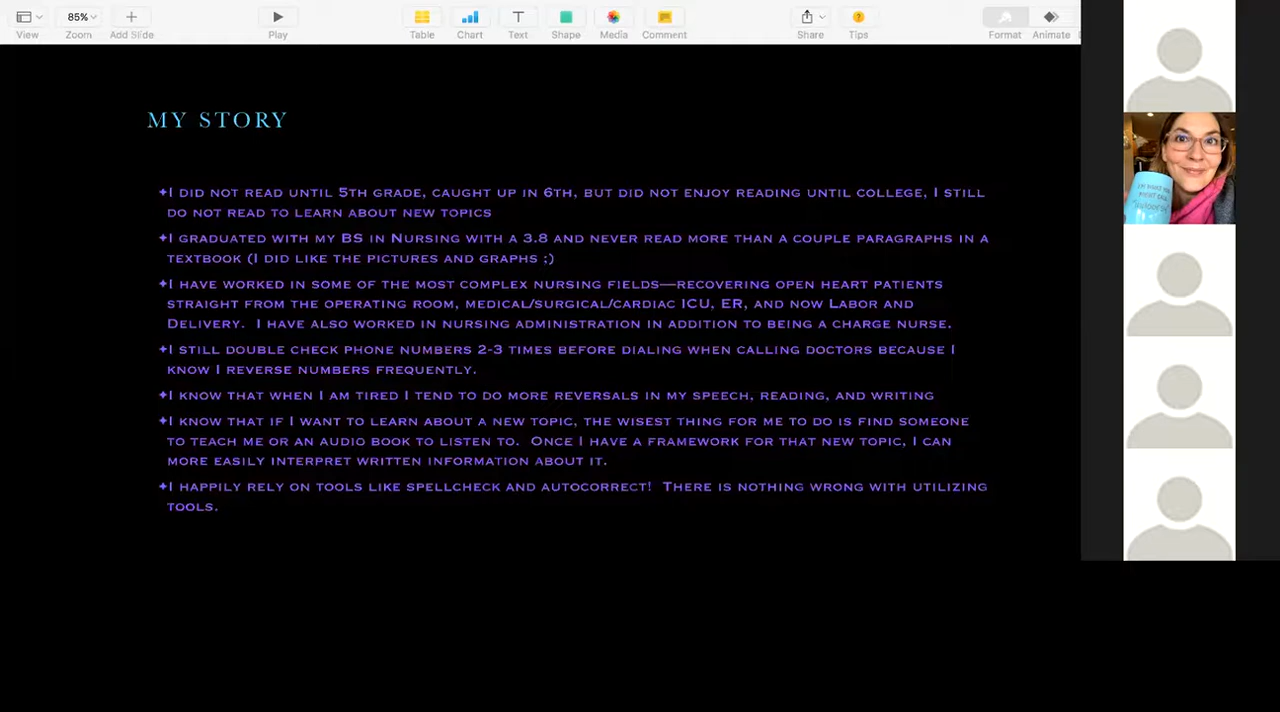 View
85%
Zoom
Add Slide
Play
Table
Chart
Text
Shape
Media
Comment
Share
Tips
Format
Animate
MY STORY
✦I DID NOT READ UNTIL 5TH GRADE, CAUGHT UP IN 6TH, BUT DID NOT ENJOY READING UNTIL COLLEGE, I STILL
DO NOT READ TO LEARN ABOUT NEW TOPICS
✦I GRADUATED WITH MY BS IN NURSING WITH A 3.8 AND NEVER READ MORE THAN A COUPLE PARAGRAPHS IN A
TEXTBOOK (I DID LIKE THE PICTURES AND GRAPHS ;)
✦I HAVE WORKED IN SOME OF THE MOST COMPLEX NURSING FIELDS—RECOVERING OPEN HEART PATIENTS
STRAIGHT FROM THE OPERATING ROOM, MEDICAL/SURGICAL/CARDIAC ICU, ER, AND NOW LABOR AND
DELIVERY. I HAVE ALSO WORKED IN NURSING ADMINISTRATION IN ADDITION TO BEING A CHARGE NURSE.
✦I STILL DOUBLE CHECK PHONE NUMBERS 2-3 TIMES BEFORE DIALING WHEN CALLING DOCTORS BECAUSE I
KNOW I REVERSE NUMBERS FREQUENTLY.
✦I KNOW THAT WHEN I AM TIRED I TEND TO DO MORE REVERSALS IN MY SPEECH, READING, AND WRITING
✦I KNOW THAT IF I WANT TO LEARN ABOUT A NEW TOPIC, THE WISEST THING FOR ME TO DO IS FIND SOMEONE
TO TEACH ME OR AN AUDIO BOOK TO LISTEN TO. ONCE I HAVE A FRAMEWORK FOR THAT NEW TOPIC, I CAN
MORE EASILY INTERPRET WRITTEN INFORMATION ABOUT IT.
✦I HAPPILY RELY ON TOOLS LIKE SPELLCHECK AND AUTOCORRECT! THERE IS NOTHING WRONG WITH UTILIZING
TOOLS.